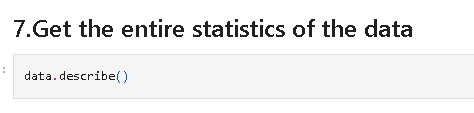 7.Get the entire statistics of the data
data.describe()